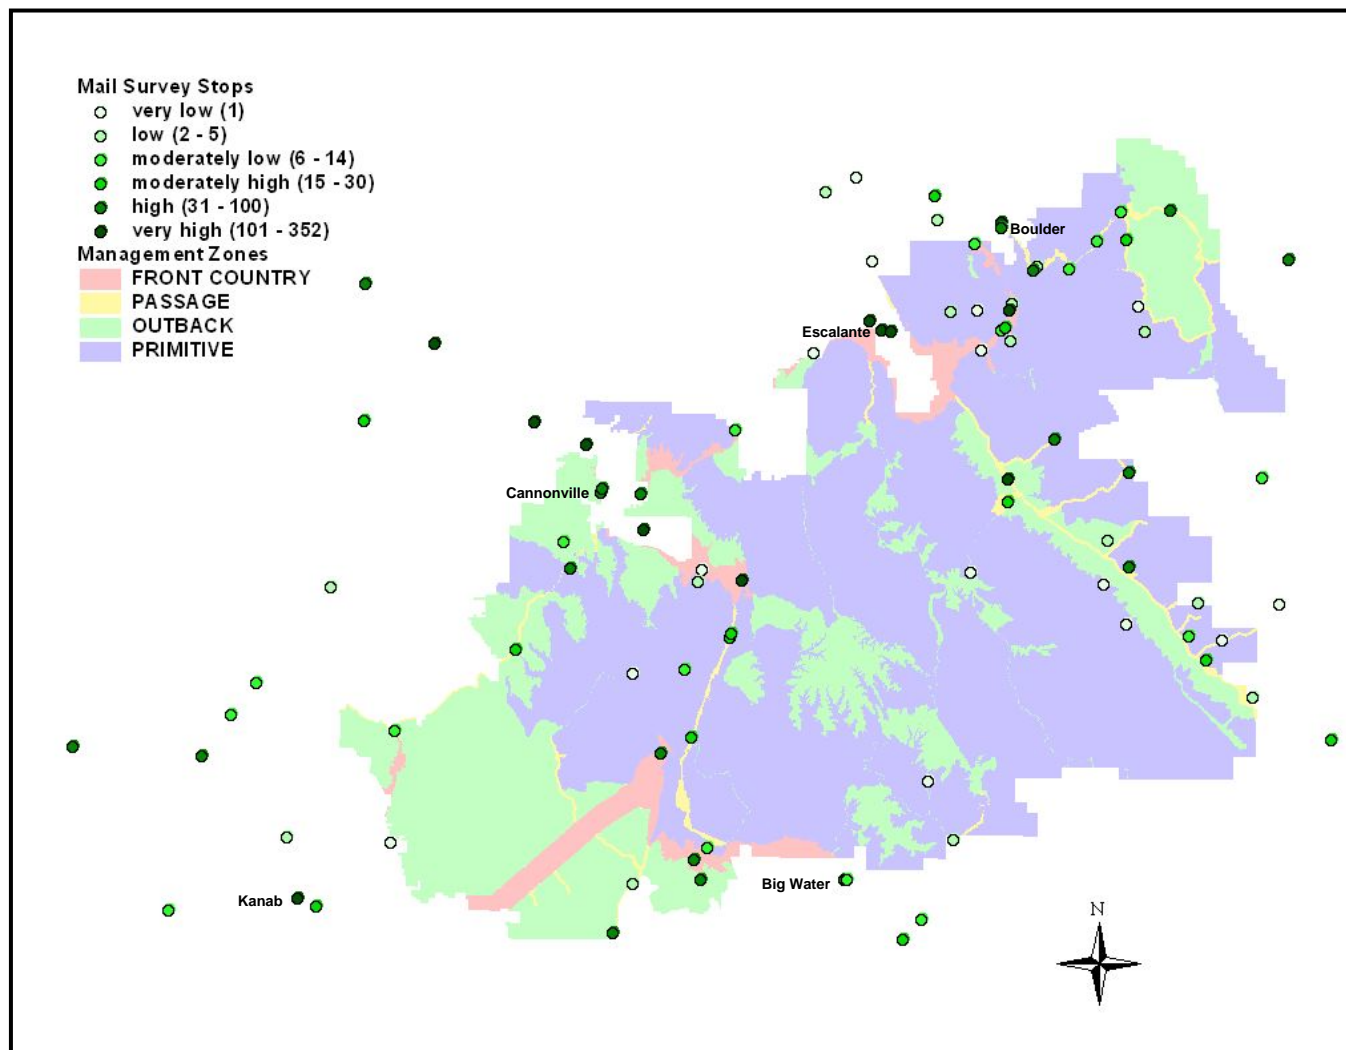 Mail Survey Stops
very low (1)
low (2 - 5)
moderately low (6 - 14)
moderately high (15 - 30)
high (31 - 100)
very high (101 - 352)
Management Zones
FRONT COUNTRY
PASSAGE
OUTBACK
PRIMITIVE
Boulder
Escalante
Cannonville
Big Water
Kanab
N